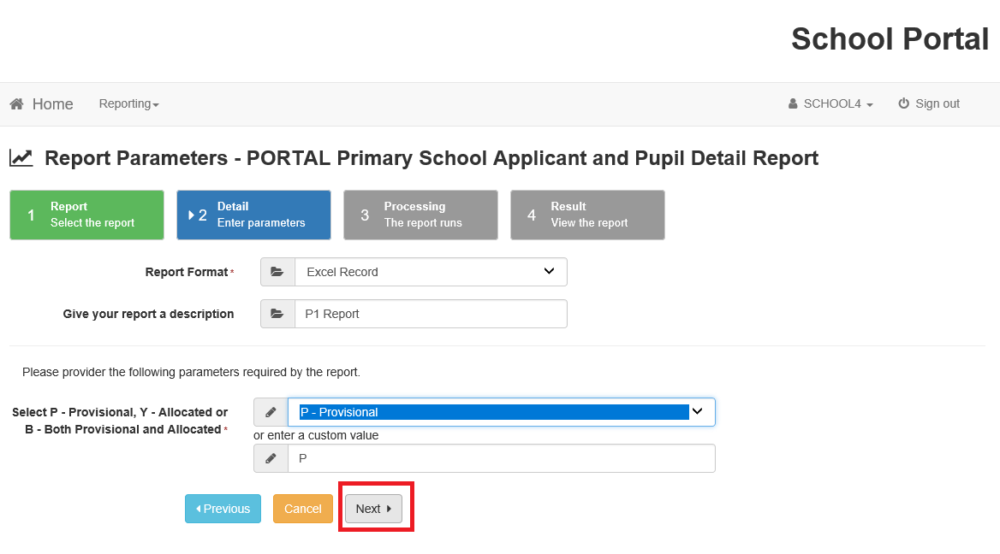 School Portal
Home Reporting SCHOOL4 Sign out
Report Parameters - PORTAL Primary School Applicant and Pupil Detail Report
1 Report Select the report
2 Detail Enter parameters
3 Processing The report runs
4 Result View the report
Report Format * Excel Record
Give your report a description P1 Report
Please provider the following parameters required by the report.
Select P - Provisional, Y - Allocated or
B - Both Provisional and Allocated *
P - Provisional
or enter a custom value
P
Previous Cancel Next